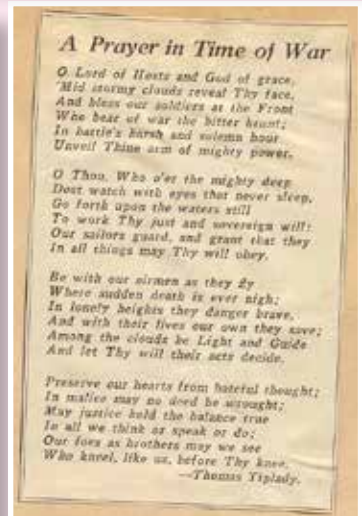 A Prayer in Time of War
O Lord of Hosts and God of grace,
'Mid stormy clouds reveal Thy face,
And bless our soldiers at the Front
Who bear of war the bitter brunt;
In battle's harsh and solemn hour
Unveil Thine arm of mighty power.
O Thou, Who o'er the mighty deep
Dost watch with eyes that never sleep,
Go forth upon the waters still
To work Thy just and sovereign will:
Our sailors guard, and grant that they
In all things may Thy will obey.
Be with our airmen as they fly
Where sudden death is ever nigh;
In lonely heights they danger brave,
And with their lives our own they save;
Among the clouds be Light and Guide
And let Thy will their acts decide.
Preserve our hearts from hateful thought;
In malice may no deed be wrought;
May justice hold the balance true
In all we think or speak or do;
Our foes as brothers may we see
Who kneel, like us, before Thy knee.
—Thomas Tiplady.